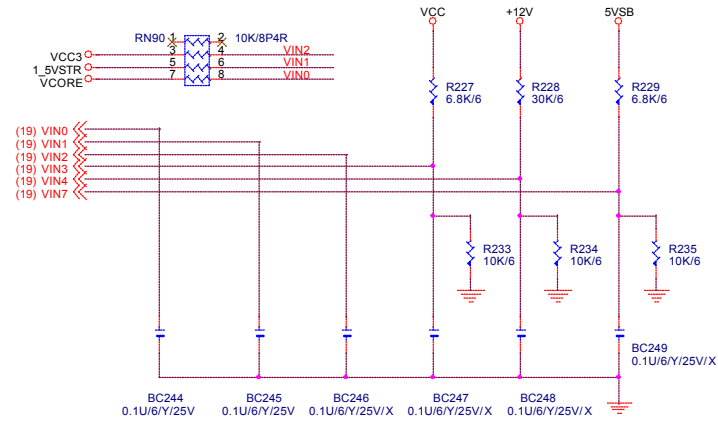 VCC
+12V
5VSB
RN90 1 2 10K/8P4R
VCC3 3 4 VIN2
1_5VSTR 5 6 VIN1
VCORE 7 8 VIN0
R227
6.8K/6
R228
30K/6
R229
6.8K/6
(19) VIN0
(19) VIN1
(19) VIN2
(19) VIN3
(19) VIN4
(19) VIN7
R233
10K/6
R234
10K/6
R235
10K/6
BC249
0.1U/6/Y/25V/X
BC244
0.1U/6/Y/25V
BC245
0.1U/6/Y/25V
BC246
0.1U/6/Y/25V/X
BC247
0.1U/6/Y/25V/X
BC248
0.1U/6/Y/25V/X